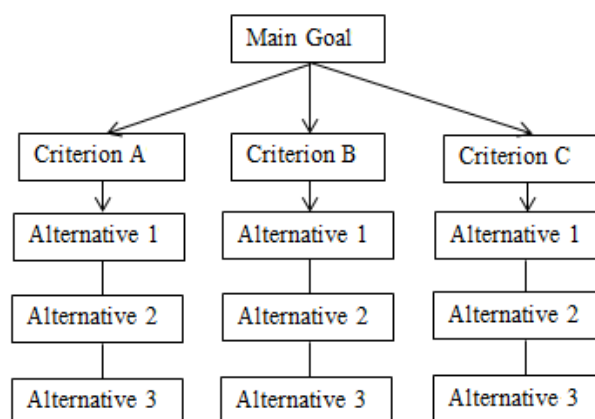 Main Goal
Criterion A
Criterion B
Criterion C
Alternative 1
Alternative 1
Alternative 1
Alternative 2
Alternative 2
Alternative 2
Alternative 3
Alternative 3
Alternative 3